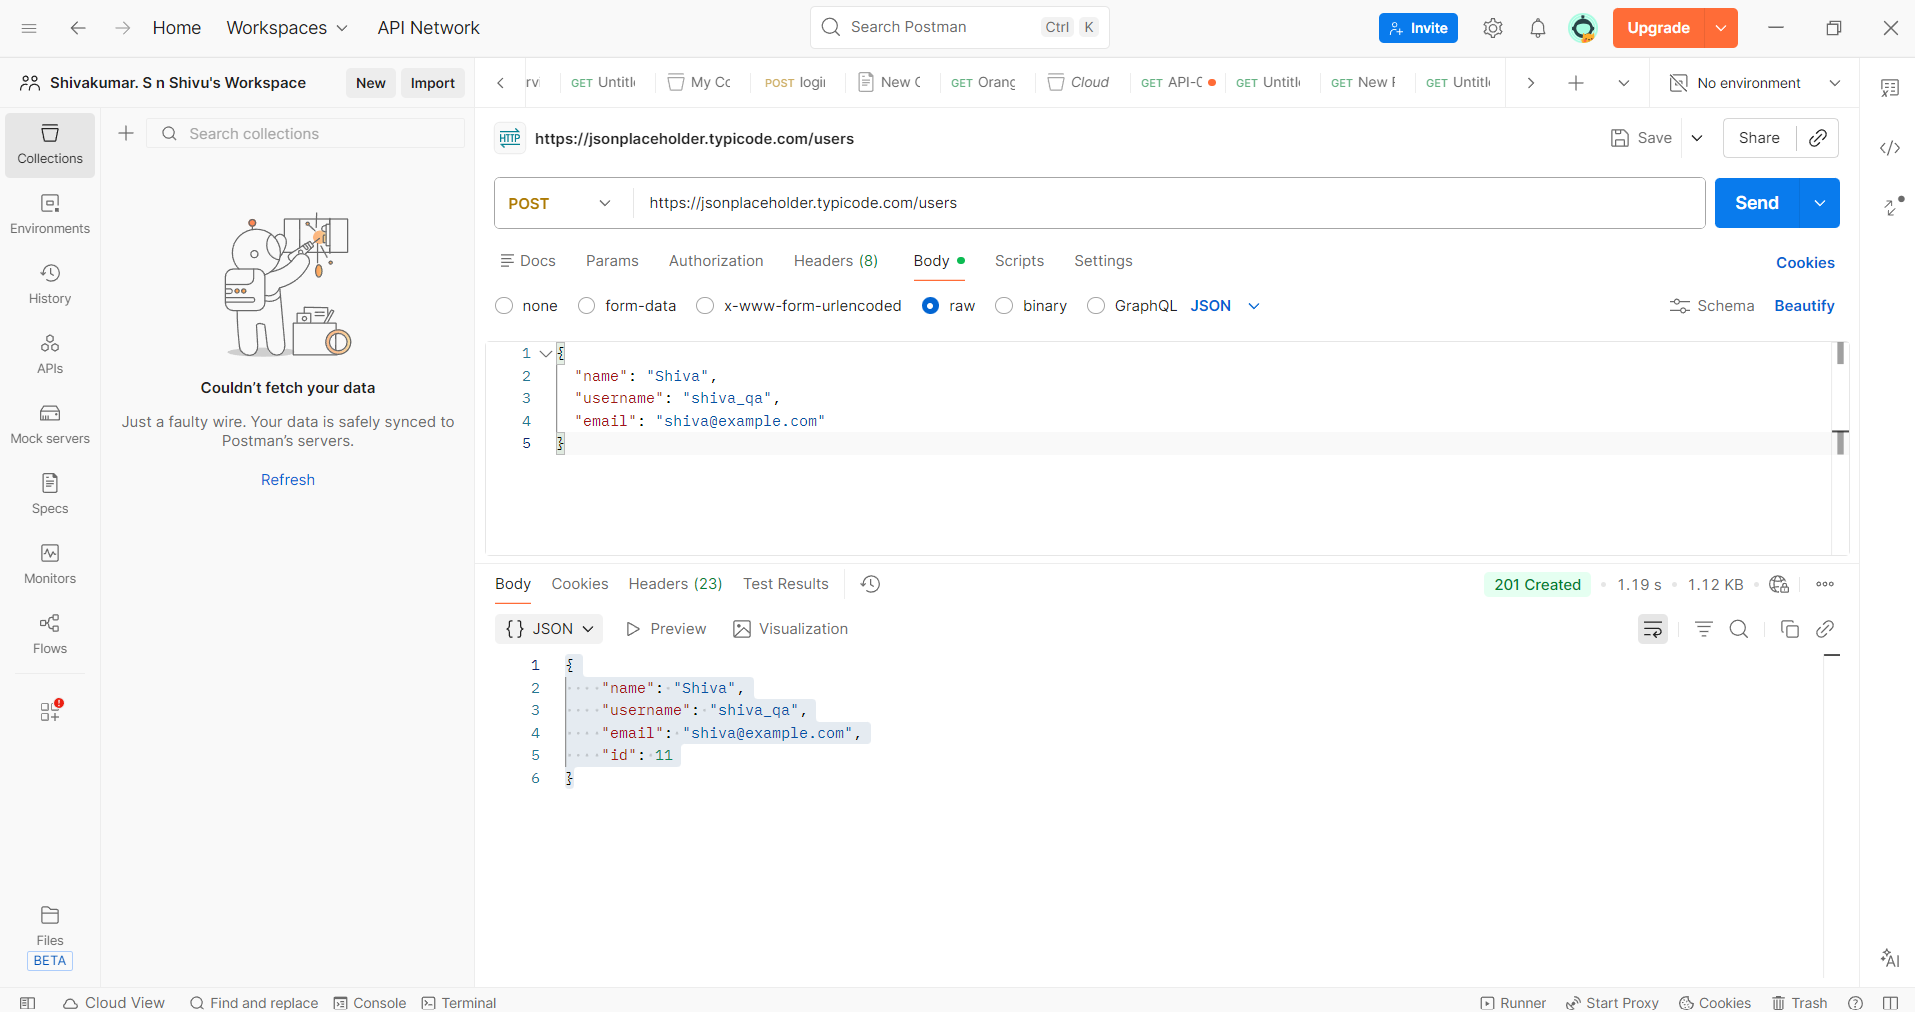 Home Workspaces API Network Search Postman Ctrl K Invite Upgrade
Shivakumar. S n Shivu's Workspace New Import
GET Untitl My Co POST logi New C GET Orang Cloud GET API-C GET Untitl GET New GET Untitl No environment
Collections
Search collections
https://jsonplaceholder.typicode.com/users Save Share
Environments
POST https://jsonplaceholder.typicode.com/users Send
History
Docs Params Authorization Headers (8) Body Scripts Settings Cookies
none form-data x-www-form-urlencoded raw binary GraphQL JSON Schema Beautify
APIs
Mock servers
Specs
Monitors
Flows
Files
BETA
Couldn’t fetch your data
Just a faulty wire. Your data is safely synced to
Postman’s servers.
Refresh
1 {
2 "name": "Shiva",
3 "username": "shiva_qa",
4 "email": "shiva@example.com"
5 }
Body Cookies Headers (23) Test Results 201 Created • 1.19 s • 1.12 KB •
{} JSON Preview Visualization
1 {
2 "name": "Shiva",
3 "username": "shiva_qa",
4 "email": "shiva@example.com",
5 "id": 11
6 }
AI
Cloud View Find and replace Console Terminal Runner Start Proxy Cookies Trash